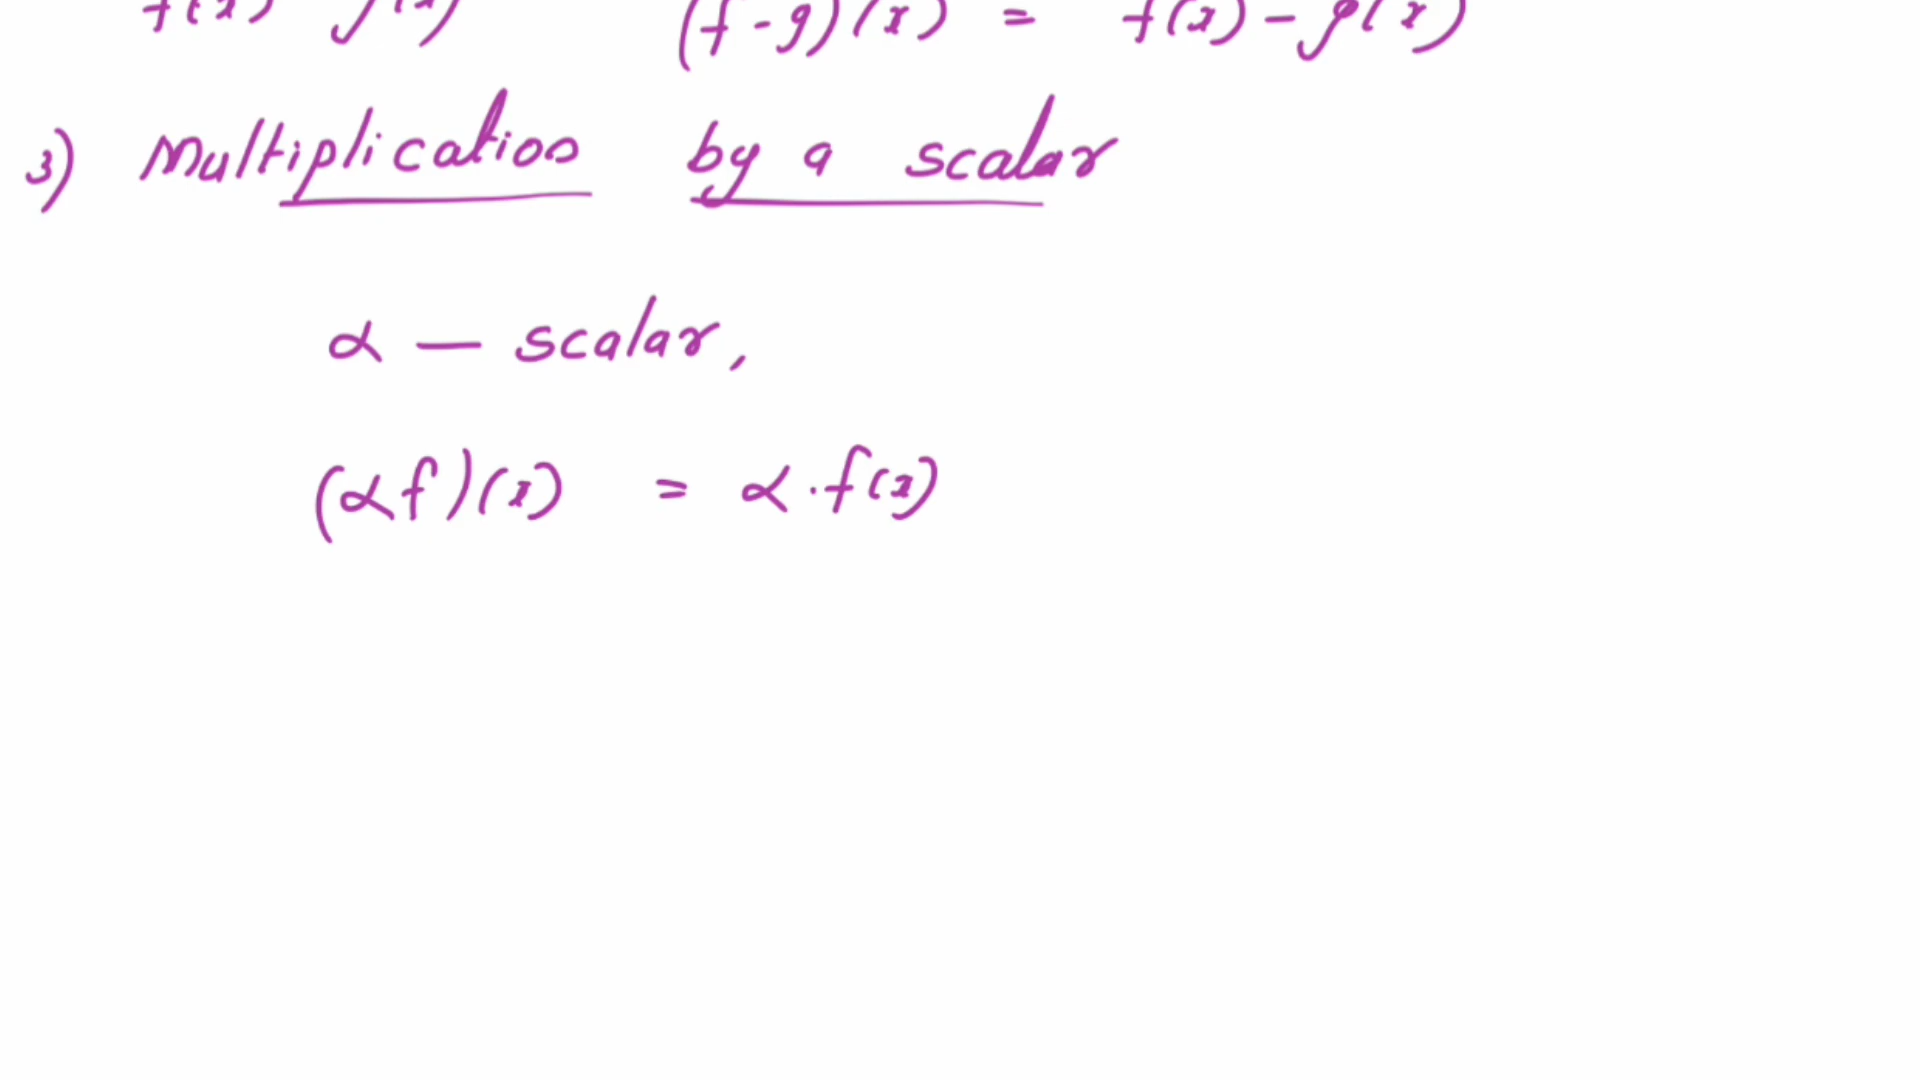 f(x) g(x) (f-g)(x) = f(x) - g(x)
3) Multiplication by a scalar
α — scalar,
(αf)(x) = α · f(x)